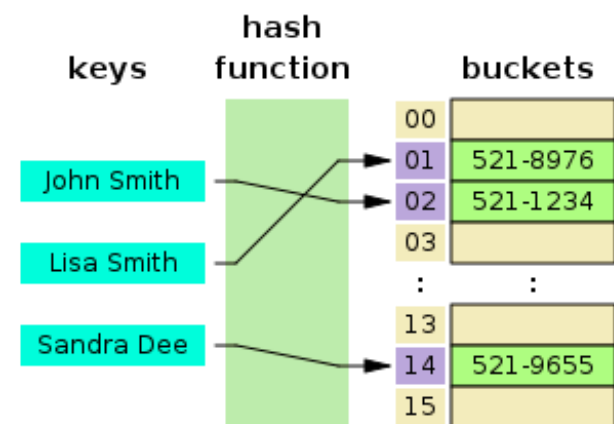 keys
hash
function
buckets
John Smith
Lisa Smith
Sandra Dee
00
01 521-8976
02 521-1234
03
: :
13
14 521-9655
15